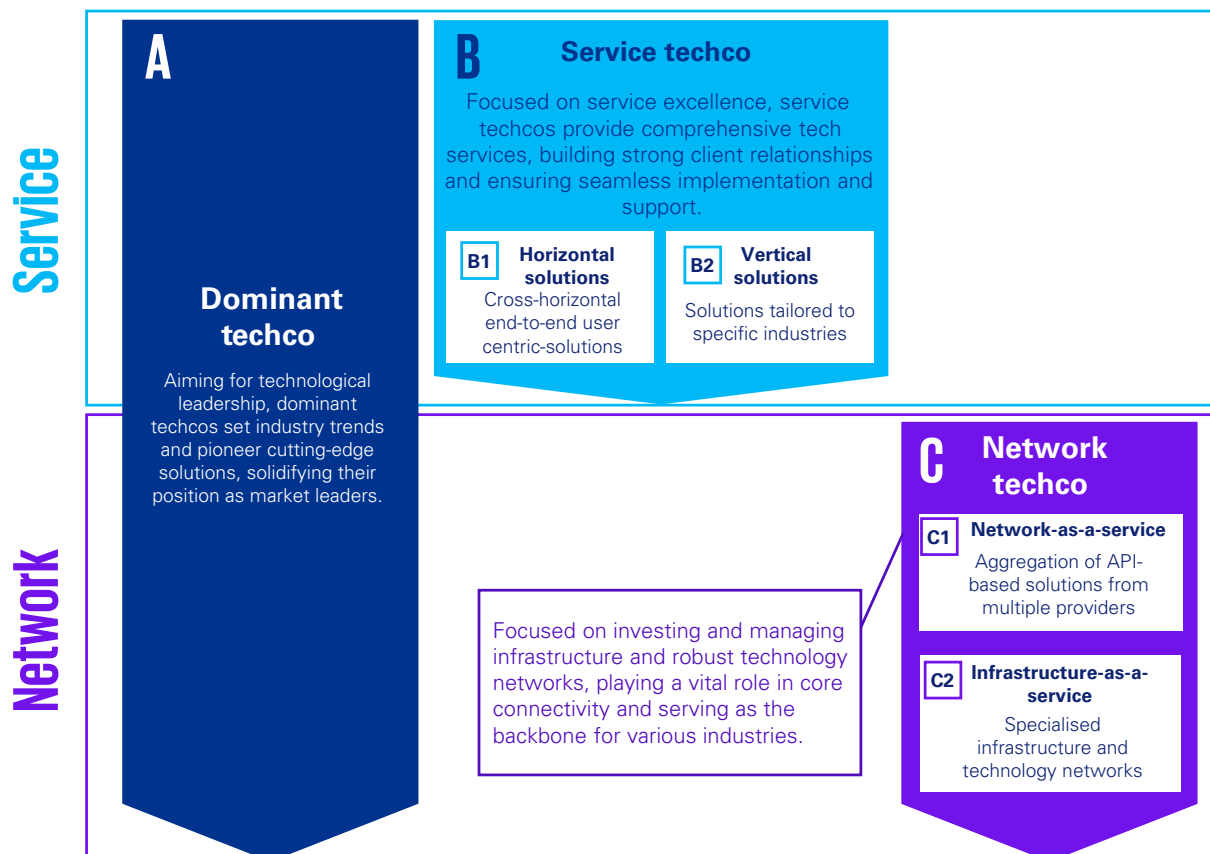 Service
A
Dominant
techco
Aiming for technological
leadership, dominant
techcos set industry trends
and pioneer cutting-edge
solutions, solidifying their
position as market leaders.
B
Service techco
Focused on service excellence, service
techcos provide comprehensive tech
services, building strong client relationships
and ensuring seamless implementation and
support.
B1
Horizontal
solutions
Cross-horizontal
end-to-end user
centric-solutions
B2
Vertical
solutions
Solutions tailored to
specific industries
Network
C
Network
techco
C1
Network-as-a-service
Aggregation of API-
based solutions from
multiple providers
C2
Infrastructure-as-a-
service
Specialised
infrastructure and
technology networks
Focused on investing and managing
infrastructure and robust technology
networks, playing a vital role in core
connectivity and serving as the
backbone for various industries.